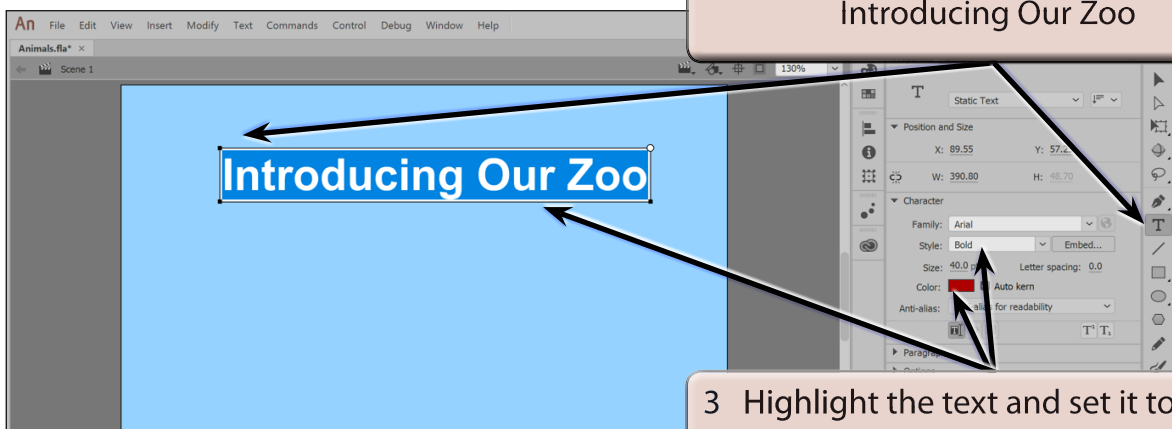 Introducing Our Zoo
An File Edit View Insert Modify Text Commands Control Debug Window Help
Animals.fla* ×
Scene 1
130%
T Static Text
Position and Size
X: 89.55 Y:
W: 390.80 H: 48.70
Introducing Our Zoo
Character
Family: Arial
Style: Bold Embed...
Size: 40.0 Letter spacing: 0.0
Color: Auto kern
Anti-alias: for readability
T¹ T₁
3 Highlight the text and set it to